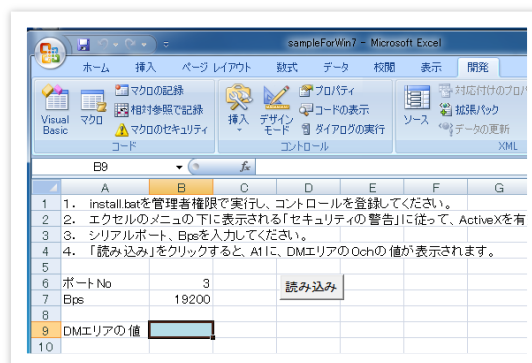 sampleForWin7 - Microsoft Excel
ホーム 挿入 ページ レイアウト 数式 データ 校閲 表示 開発
Visual Basic
マクロ
マクロの記録
相対参照で記録
マクロのセキュリティ
コード
挿入
デザイン モード
プロパティ
コードの表示
ダイアログの実行
コントロール
ソース
対応付けのプロパ
拡張パック
データの更新
XML
B9 fx
A B C D E F G
1 1. install.batを管理者権限で実行し、コントロールを登録してください。
2 2. エクセルのメニューの下に表示される「セキュリティの警告」に従って、ActiveXを有
3 3. シリアルポート、Bpsを入力してください。
4 4. 「読み込み」をクリックすると、A1に、DMエリアの0chの値が表示されます。
5
6 ポートNo 3 読み込み
7 Bps 19200
8
9 DMエリアの値
10